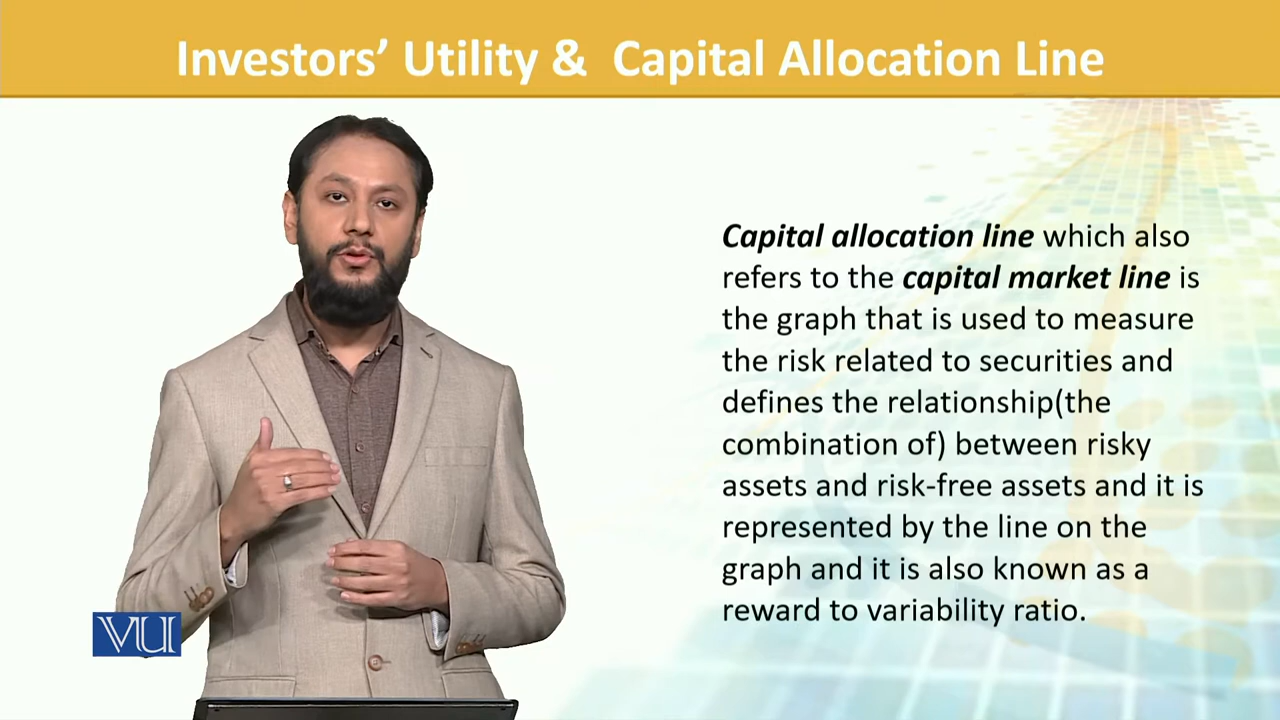 Investors’ Utility & Capital Allocation Line
Capital allocation line which also
refers to the capital market line is
the graph that is used to measure
the risk related to securities and
defines the relationship(the
combination of) between risky
assets and risk-free assets and it is
represented by the line on the
graph and it is also known as a
reward to variability ratio.
VU